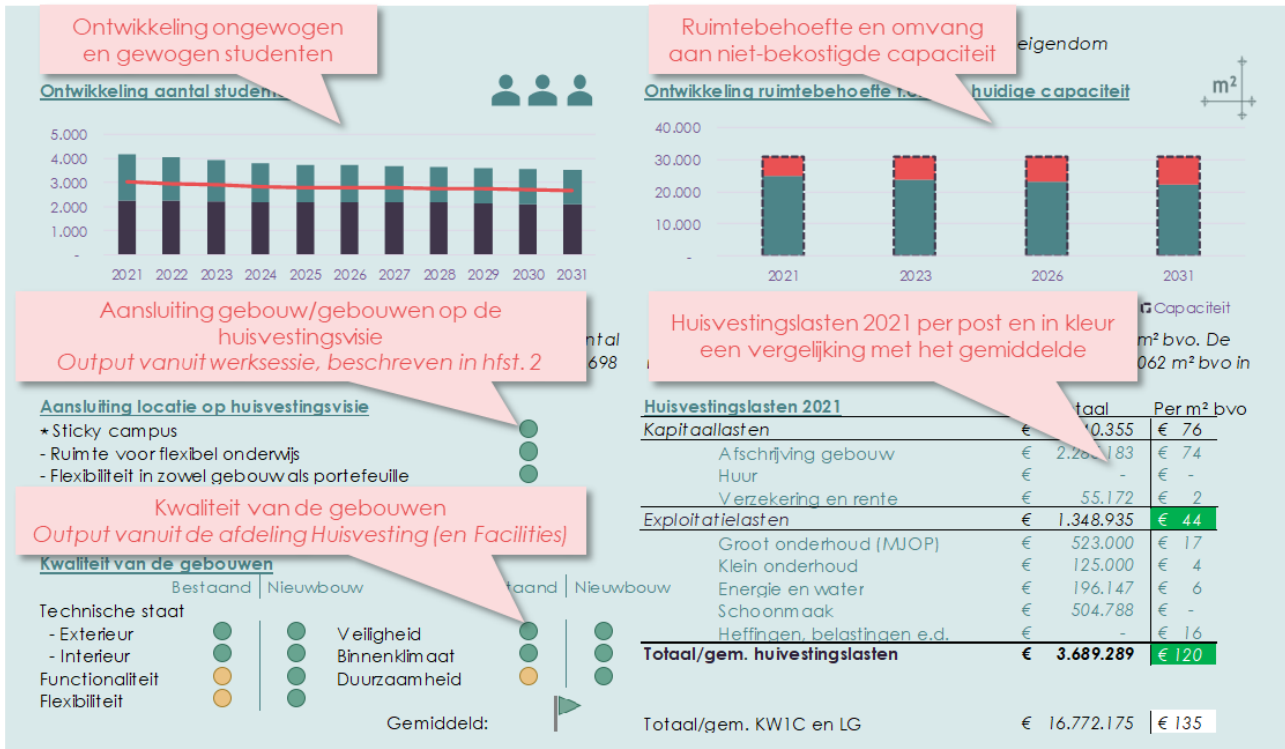 Ontwikkeling ongewogen
en gewogen studenten
Ruimtebehoefte en omvang
aan niet-bekostigde capaciteit
eigendom
Ontwikkeling aantal
m²
Ontwikkeling ruimtebehoefte huidige capaciteit
5.000
4.000
3.000
2.000
1.000
-
2021 2022 2023 2024 2025 2026 2027 2028 2029 2030 2031
40.000
30.000
20.000
10.000
-
2021 2023 2026 2031
Capaciteit
Aansluiting gebouw/gebouwen op de
huisvestingsvisie
Output vanuit werksessie, beschreven in hfst. 2
ntal
698
Huisvestingslasten 2021 per post en in kleur
een vergelijking met het gemiddelde
m² bvo. De
062 m² bvo in
Aansluiting locatie op huisvestingsvisie
* Sticky campus
- Ruimte voor flexibel onderwijs
- Flexibiliteit in zowel gebouw als portefeuille
Kwaliteit van de gebouwen
Output vanuit de afdeling Huisvesting (en Facilities)
Kwaliteit van de gebouwen
Bestaand Nieuwbouw taand Nieuwbouw
Technische staat
- Exterieur Veiligheid
- Interieur Binnenklimaat
Functionaliteit Duurzaamheid
Flexibiliteit
Gemiddeld:
Huisvestingslasten 2021 taal Per m² bvo
Kapitaallasten € 0.355 € 76
Afschrijving gebouw € 183 € 74
Huur € - € -
Verzekering en rente € 55.172 € 2
Exploitatielasten € 1.348.935 € 44
Groot onderhoud (MJOP) € 523.000 € 17
Klein onderhoud € 125.000 € 4
Energie en water € 196.147 € 6
Schoonmaak € 504.788 € -
Heffingen, belastingen e.d. € - € 16
Totaal/gem. huivestingslasten € 3.689.289 € 120
Totaal/gem. KW1C en LG € 16.772.175 € 135